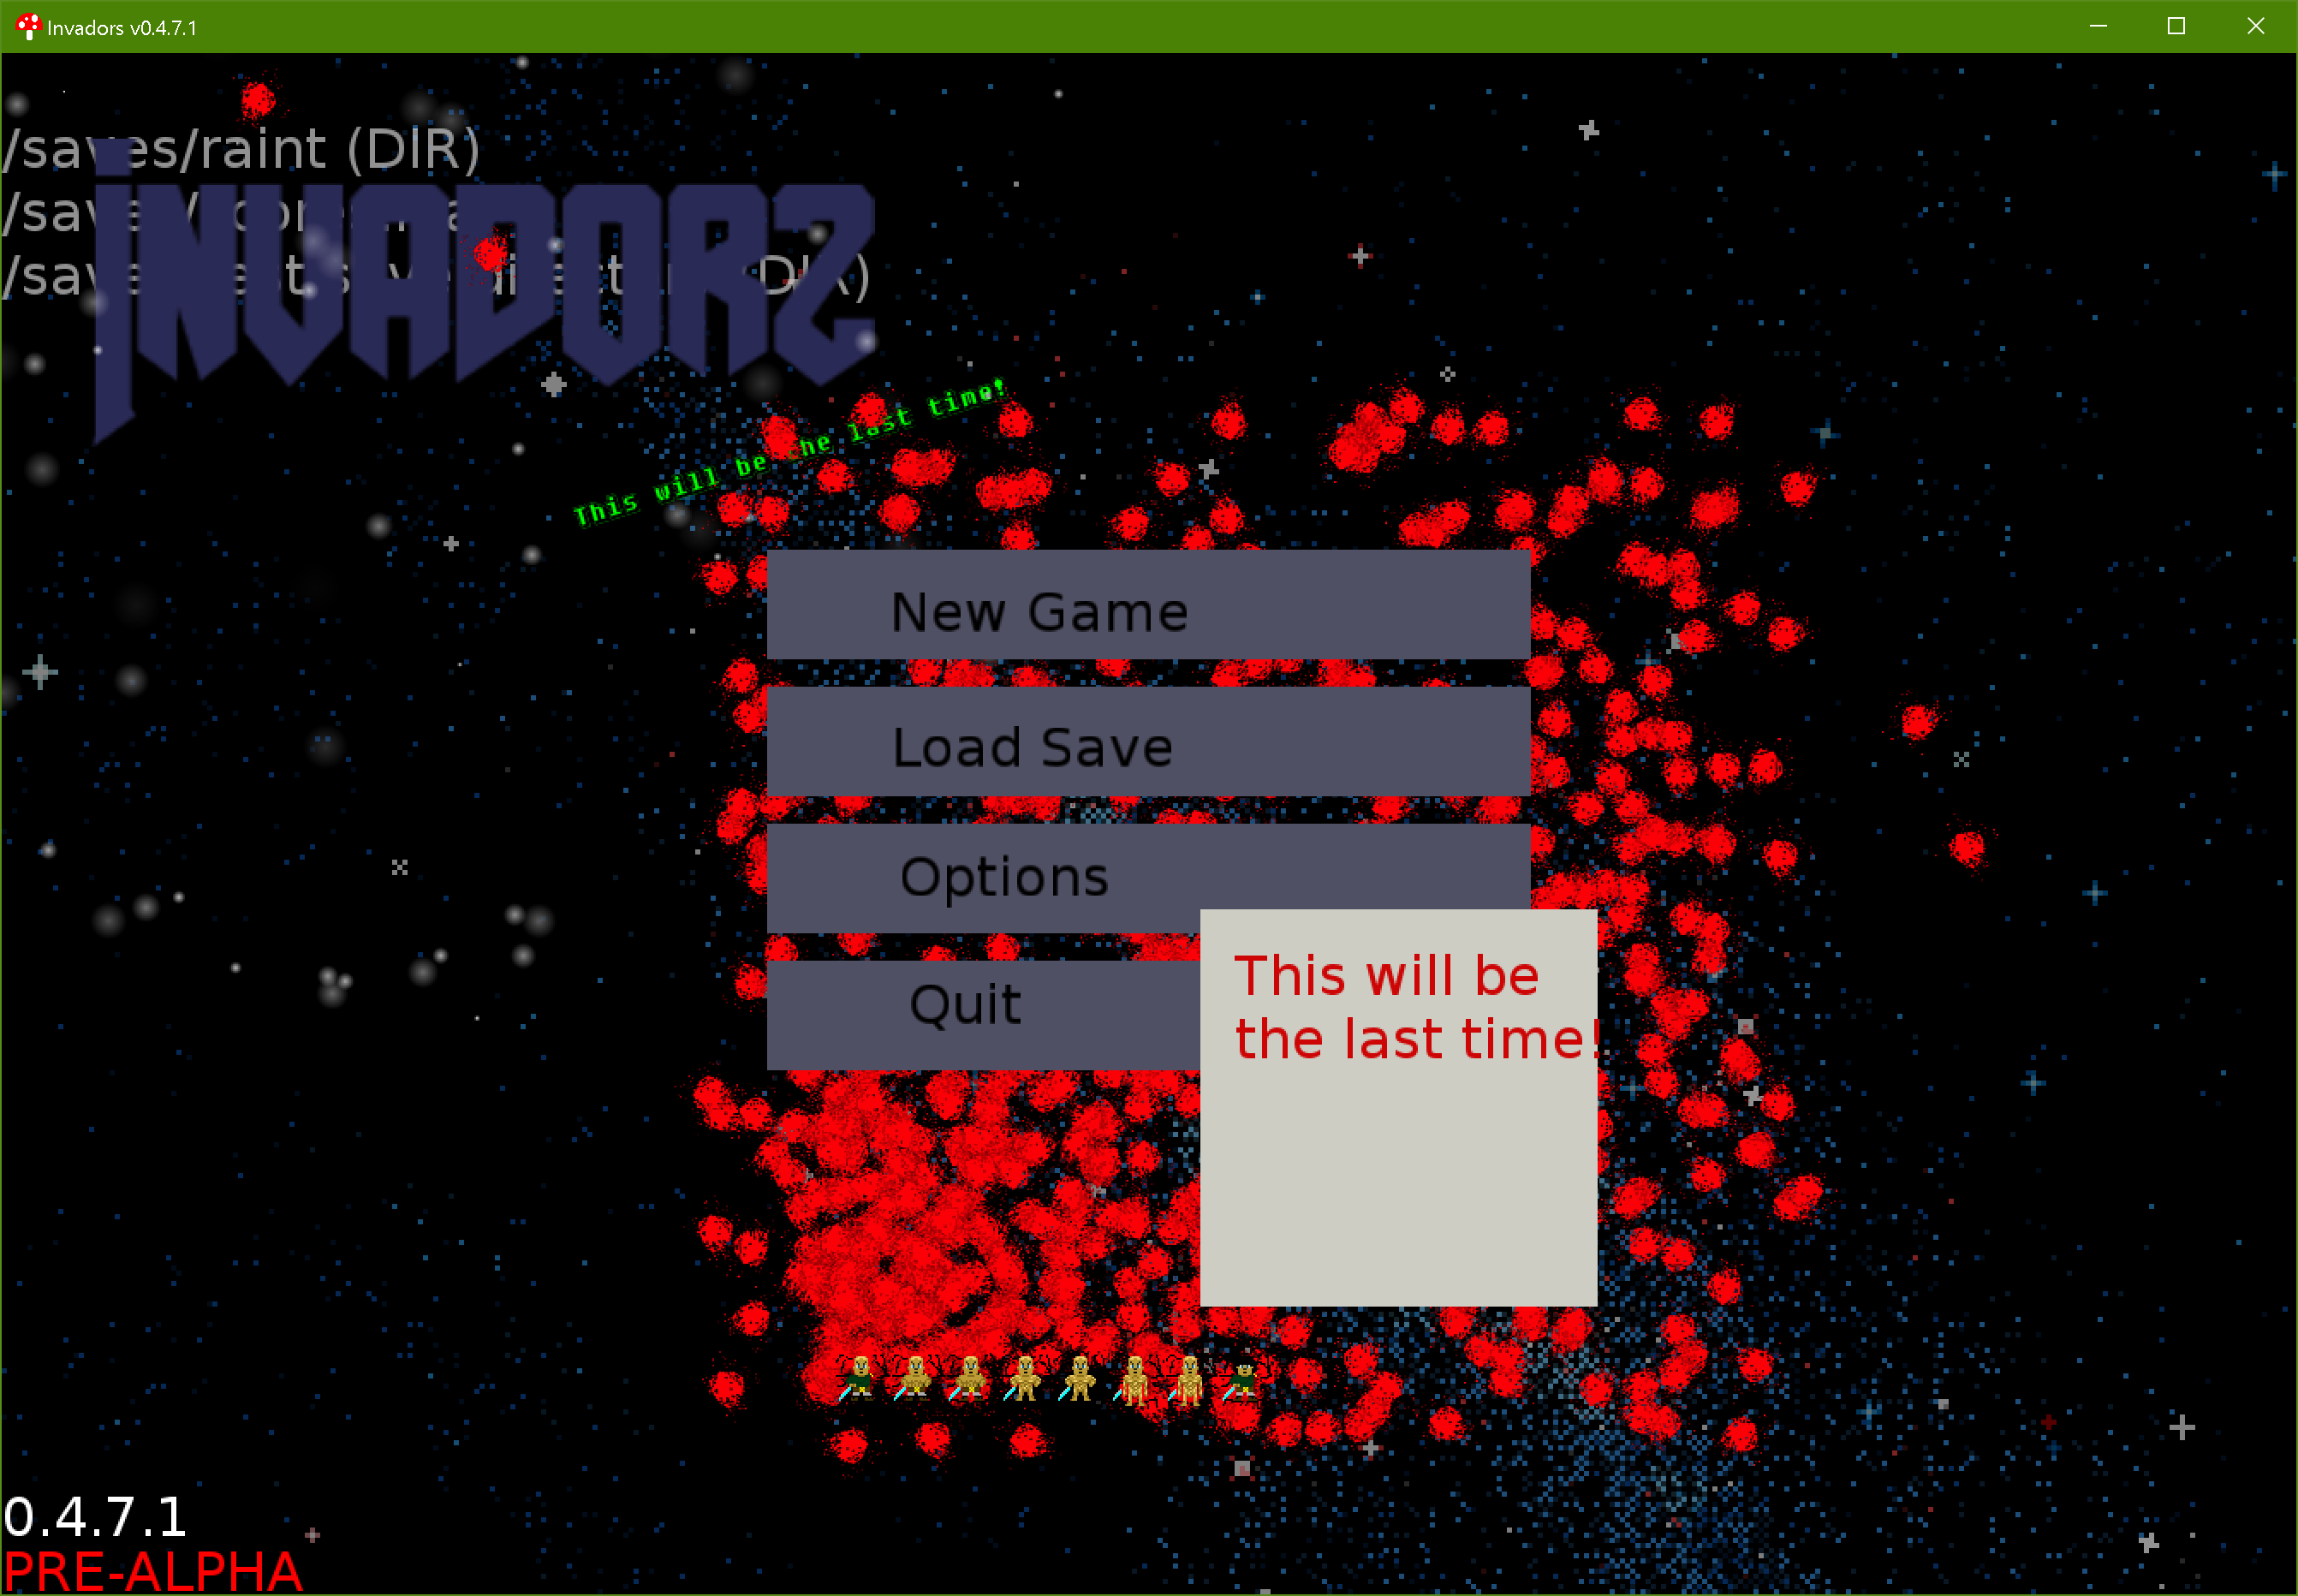 Invadors v0.4.7.1
/saves/raint (DIR)
INVADORZ
This will be the last time!
New Game
Load Save
Options
Quit
This will be
the last time!
0.4.7.1
PRE-ALPHA